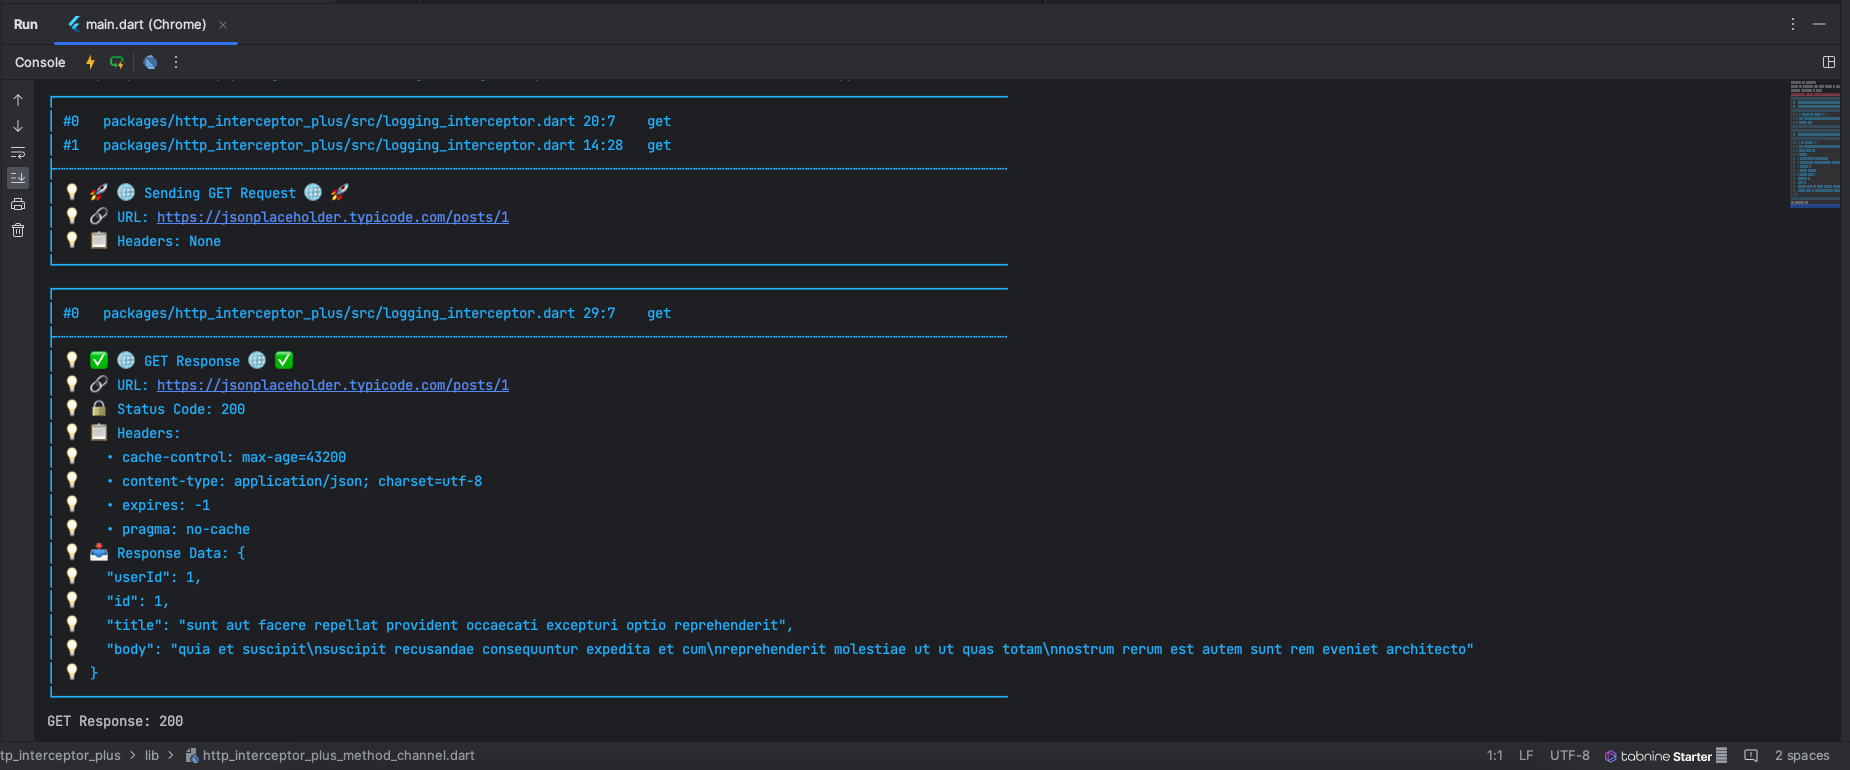 Run main.dart (Chrome)
Console
#0 packages/http_interceptor_plus/src/logging_interceptor.dart 20:7 get
#1 packages/http_interceptor_plus/src/logging_interceptor.dart 14:28 get
💡 🚀 🌐 Sending GET Request 🌐 🚀
💡 🔗 URL: https://jsonplaceholder.typicode.com/posts/1
💡 📋 Headers: None
#0 packages/http_interceptor_plus/src/logging_interceptor.dart 29:7 get
💡 ✅ 🌐 GET Response 🌐 ✅
💡 🔗 URL: https://jsonplaceholder.typicode.com/posts/1
💡 🔒 Status Code: 200
💡 📋 Headers:
💡 • cache-control: max-age=43200
💡 • content-type: application/json; charset=utf-8
💡 • expires: -1
💡 • pragma: no-cache
💡 📥 Response Data: {
💡 "userId": 1,
💡 "id": 1,
💡 "title": "sunt aut facere repellat provident occaecati excepturi optio reprehenderit",
💡 "body": "quia et suscipit\nsuscipit recusandae consequuntur expedita et cum\nreprehenderit molestiae ut ut quas totam\nnostrum rerum est autem sunt rem eveniet architecto"
💡 }
GET Response: 200
tp_interceptor_plus > lib > http_interceptor_plus_method_channel.dart 1:1 LF UTF-8 tabnine Starter 2 spaces